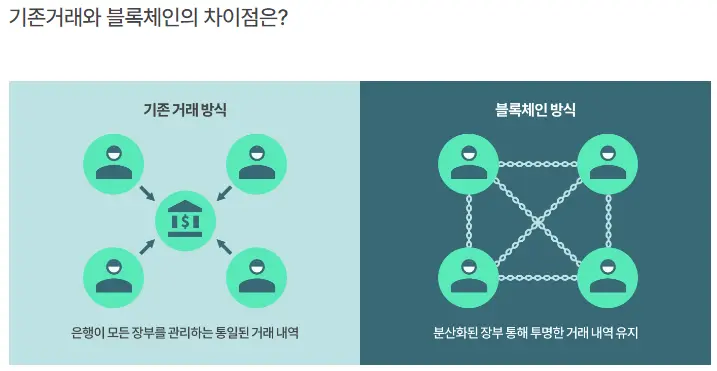 기존거래와 블록체인의 차이점은?
기존 거래 방식
블록체인 방식
$
은행이 모든 장부를 관리하는 통일된 거래 내역
분산화된 장부 통해 투명한 거래 내역 유지